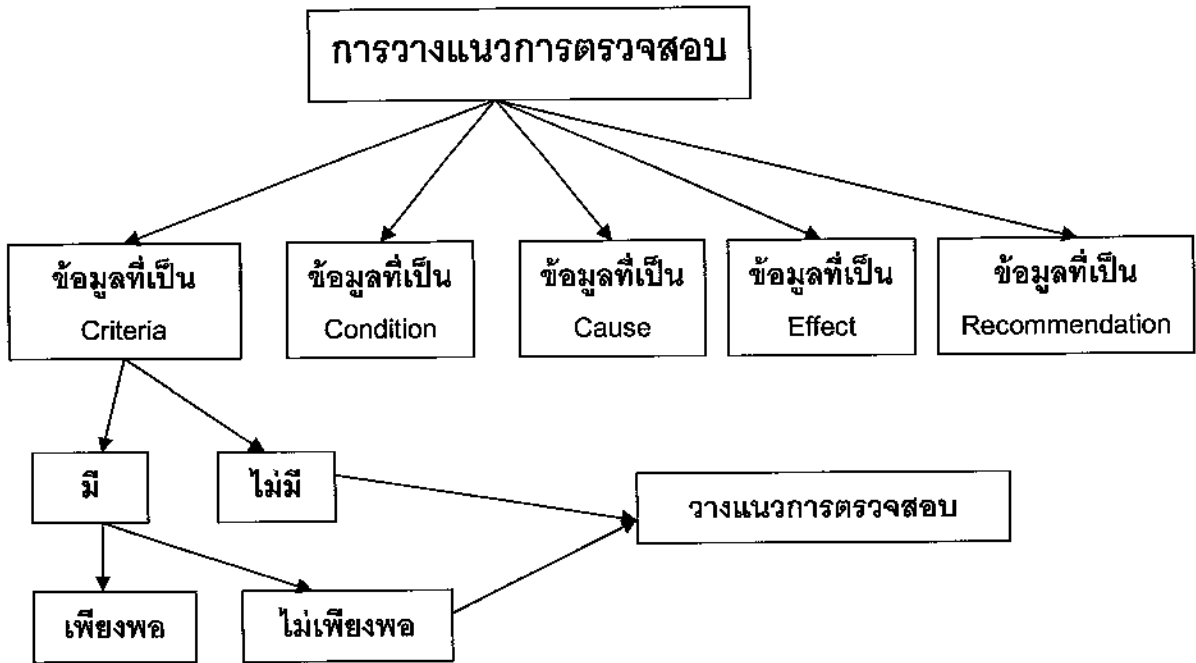 การวางแนวการตรวจสอบ
ข้อมูลที่เป็น
Criteria
ข้อมูลที่เป็น
Condition
ข้อมูลที่เป็น
Cause
ข้อมูลที่เป็น
Effect
ข้อมูลที่เป็น
Recommendation
มี
ไม่มี
วางแนวการตรวจสอบ
เพียงพอ
ไม่เพียงพอ